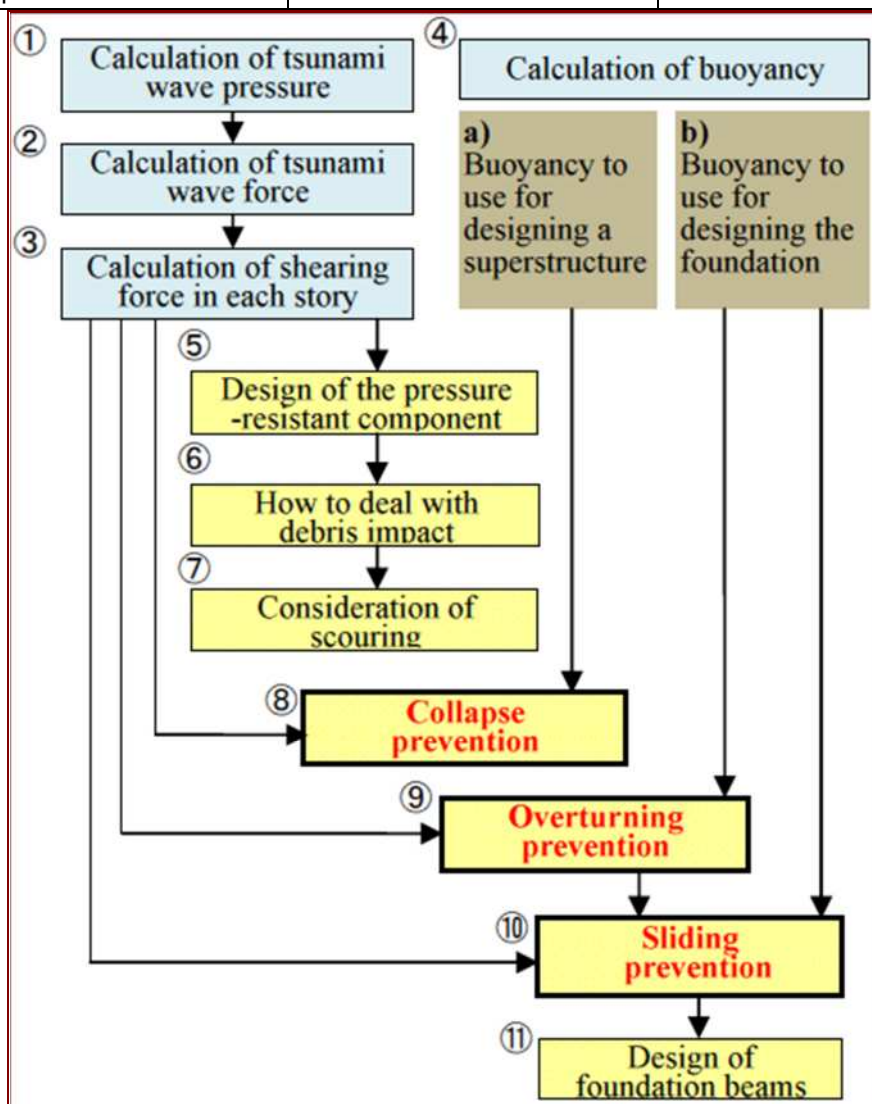 ①
Calculation of tsunami
wave pressure
②
Calculation of tsunami
wave force
③
Calculation of shearing
force in each story
④
Calculation of buoyancy
a)
Buoyancy to
use for
designing a
superstructure
b)
Buoyancy to
use for
designing the
foundation
⑤
Design of the pressure
-resistant component
⑥
How to deal with
debris impact
⑦
Consideration of
scouring
⑧
Collapse
prevention
⑨
Overturning
prevention
⑩
Sliding
prevention
⑪
Design of
foundation beams